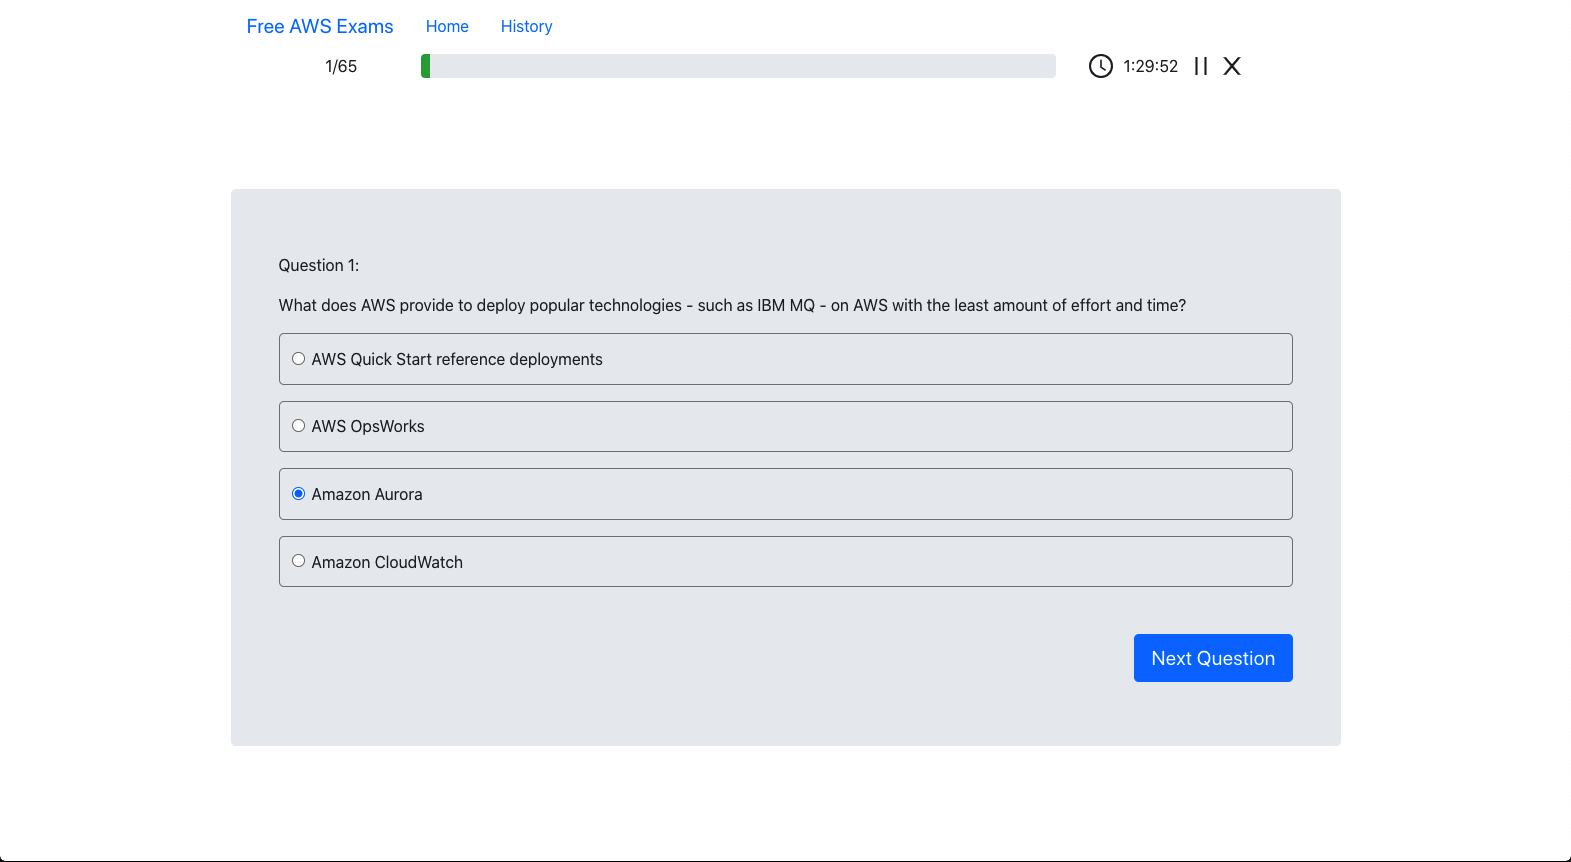 Free AWS Exams Home History
1/65 1:29:52
Question 1:
What does AWS provide to deploy popular technologies - such as IBM MQ - on AWS with the least amount of effort and time?
AWS Quick Start reference deployments
AWS OpsWorks
Amazon Aurora
Amazon CloudWatch
Next Question